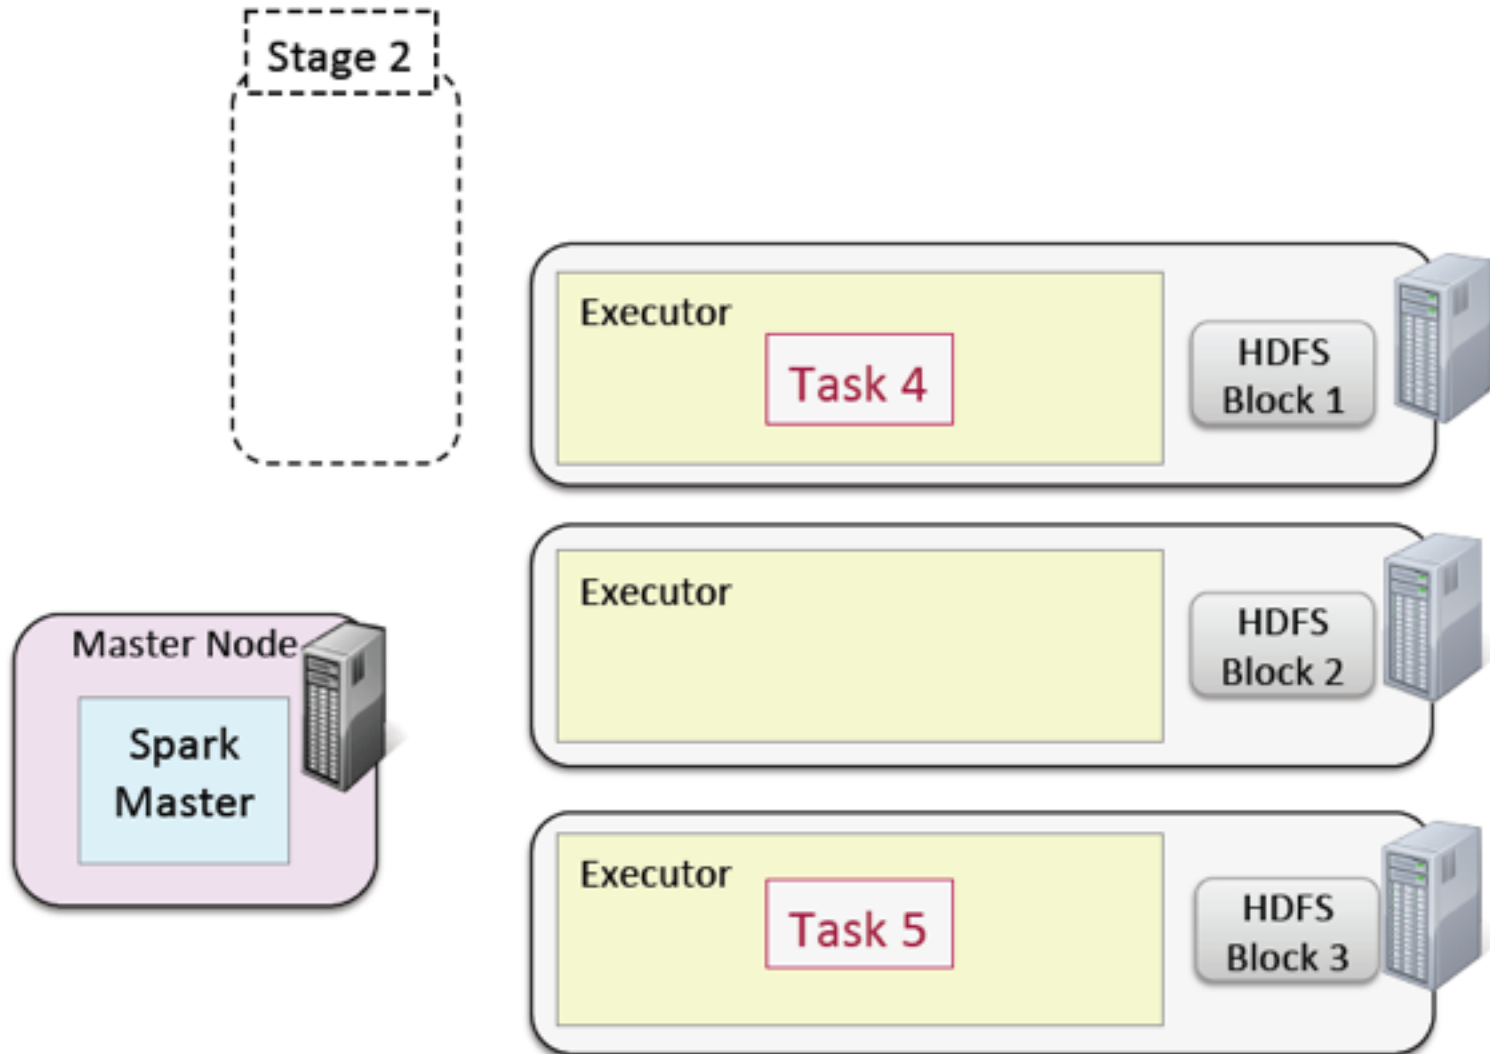 Stage 2
Executor
Task 4
HDFS
Block 1
Executor
HDFS
Block 2
Master Node
Spark
Master
Executor
Task 5
HDFS
Block 3